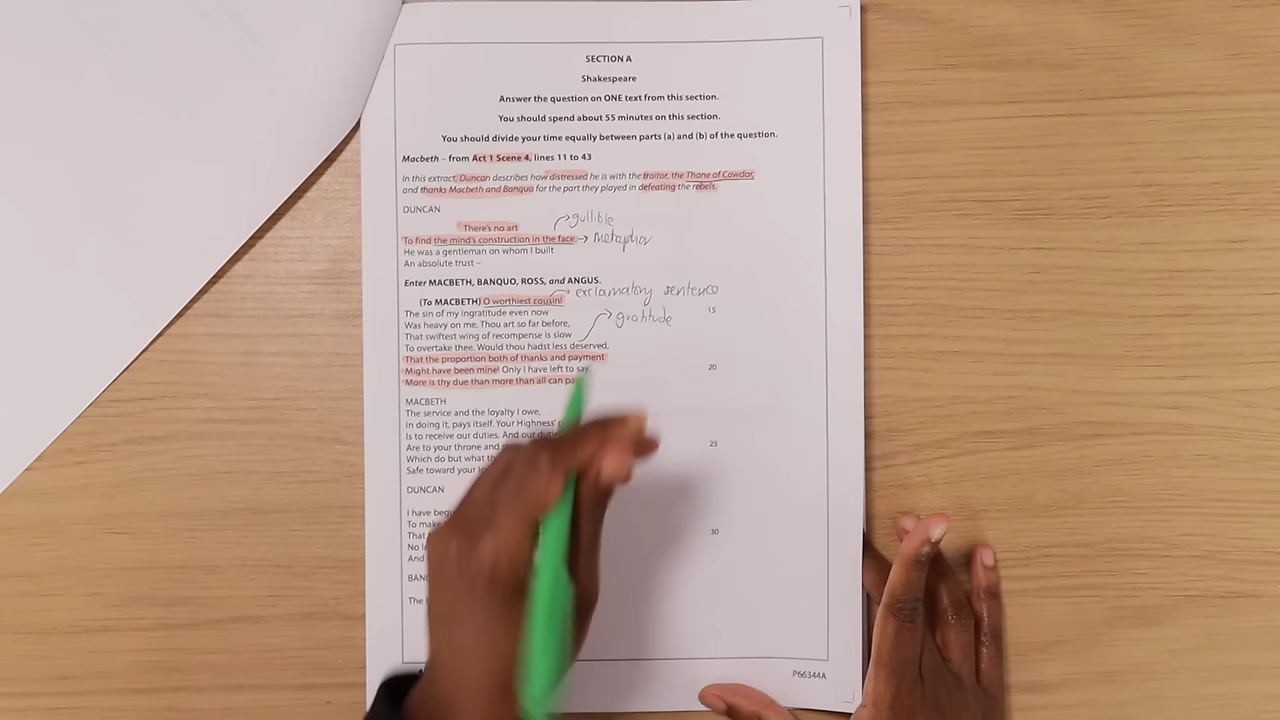 SECTION A
Shakespeare
Answer the question on ONE text from this section.
You should spend about 55 minutes on this section.
You should divide your time equally between parts (a) and (b) of the question.
Macbeth – from Act 1 Scene 4, lines 11 to 43
In this extract, Duncan describes how distressed he is with the traitor, the Thane of Cawdor,
and thanks Macbeth and Banquo for the part they played in defeating the rebels.
DUNCAN
There's no art
gullible
To find the mind's construction in the face.
metaphor
He was a gentleman on whom I built
An absolute trust –
Enter MACBETH, BANQUO, ROSS, and ANGUS.
exclamatory sentence
(To MACBETH) O worthiest cousin!
The sin of my ingratitude even now
15
gratitude
Was heavy on me. Thou art so far before,
That swiftest wing of recompense is slow
To overtake thee. Would thou hadst less deserved,
That the proportion both of thanks and payment
Might have been mine! Only I have left to say,
20
More is thy due than more than all can
MACBETH
The service and the loyalty I owe,
In doing it, pays itself. Your Highness'
Is to receive our duties. And our
Are to your throne and
25
Which do but what
Safe toward your
DUNCAN
I have
To make
That
30
No
And
The
P66344A